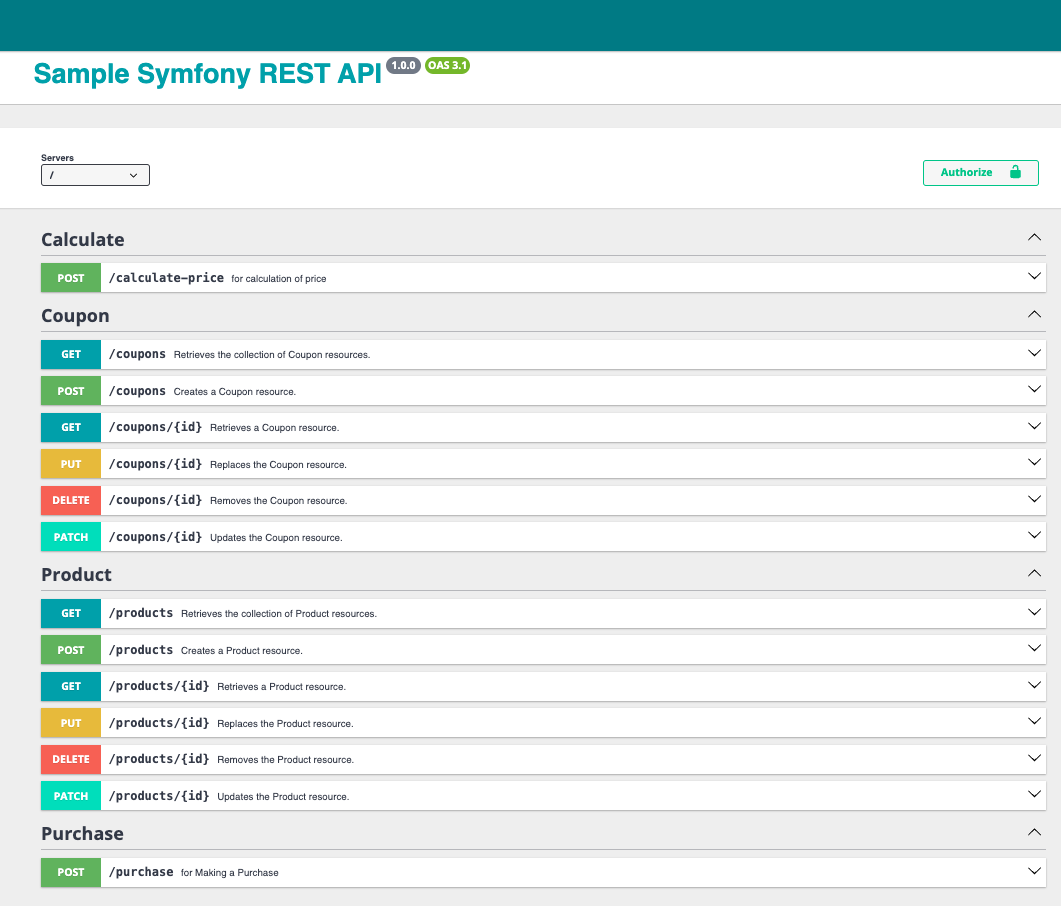 Sample Symfony REST API 1.0.0 OAS 3.1
Servers
/
Authorize
Calculate
POST /calculate-price for calculation of price
Coupon
GET /coupons Retrieves the collection of Coupon resources.
POST /coupons Creates a Coupon resource.
GET /coupons/{id} Retrieves a Coupon resource.
PUT /coupons/{id} Replaces the Coupon resource.
DELETE /coupons/{id} Removes the Coupon resource.
PATCH /coupons/{id} Updates the Coupon resource.
Product
GET /products Retrieves the collection of Product resources.
POST /products Creates a Product resource.
GET /products/{id} Retrieves a Product resource.
PUT /products/{id} Replaces the Product resource.
DELETE /products/{id} Removes the Product resource.
PATCH /products/{id} Updates the Product resource.
Purchase
POST /purchase for Making a Purchase